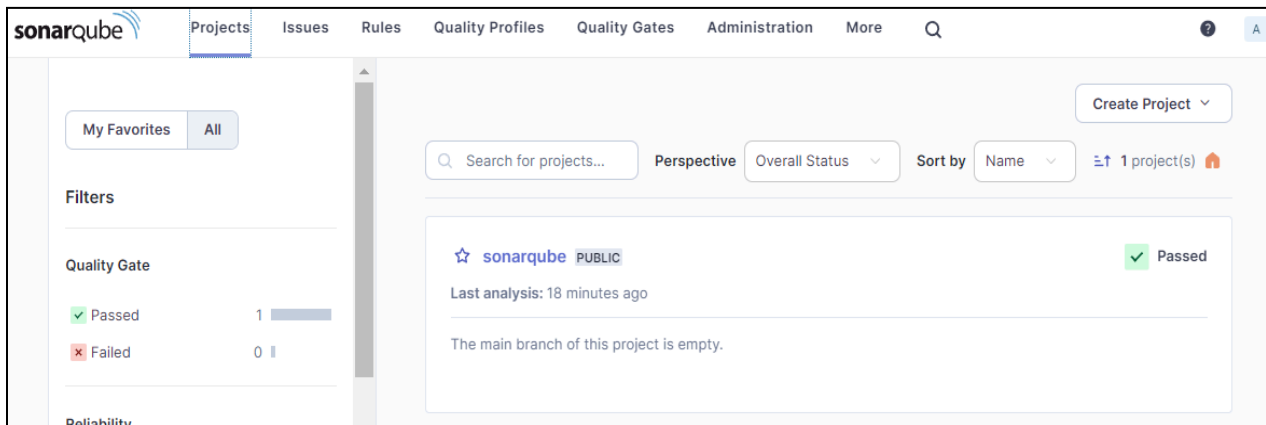 sonarqube Projects Issues Rules Quality Profiles Quality Gates Administration More ? A
My Favorites All
Filters
Quality Gate
Passed 1
Failed 0
Reliability
Create Project
Search for projects... Perspective Overall Status Sort by Name 1 project(s)
sonarqube PUBLIC Passed
Last analysis: 18 minutes ago
The main branch of this project is empty.